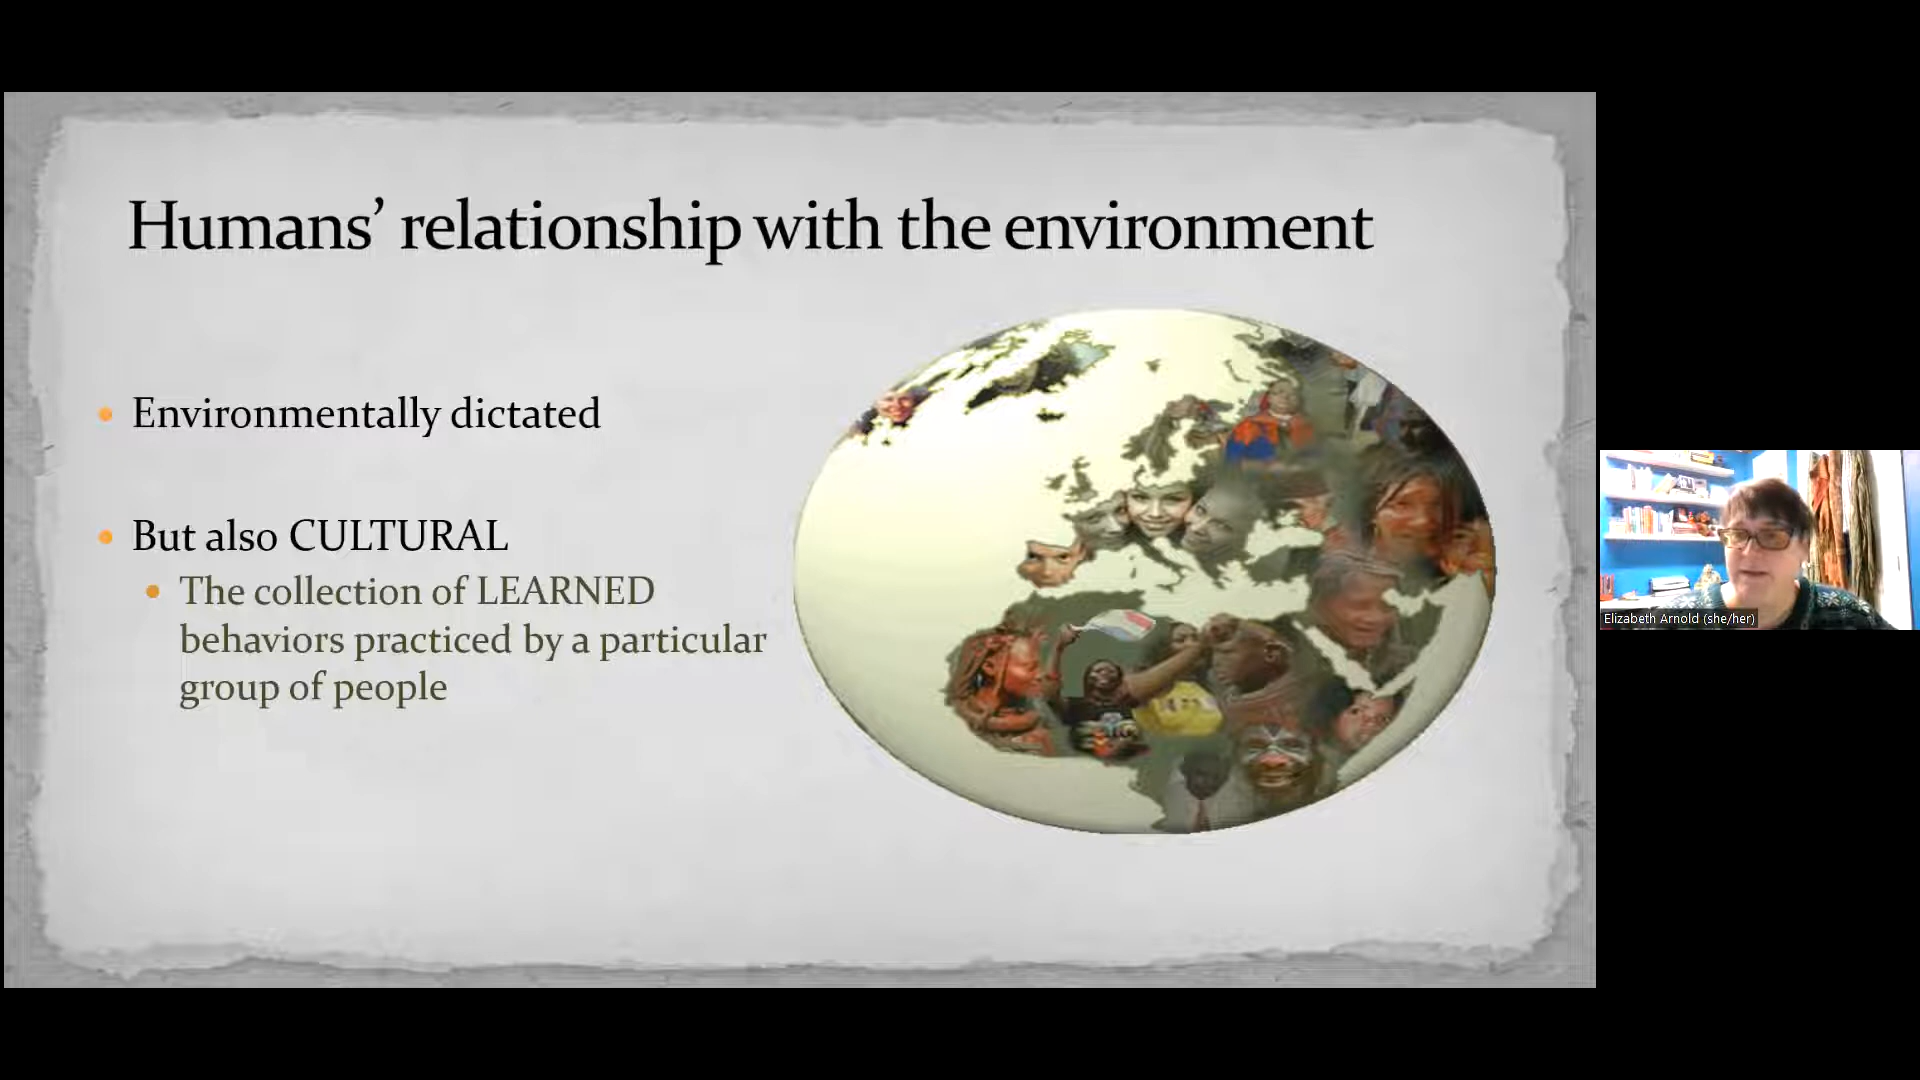 Humans’ relationship with the environment
Environmentally dictated
But also CULTURAL
The collection of LEARNED
behaviors practiced by a particular
group of people
Elizabeth Arnold (she/her)